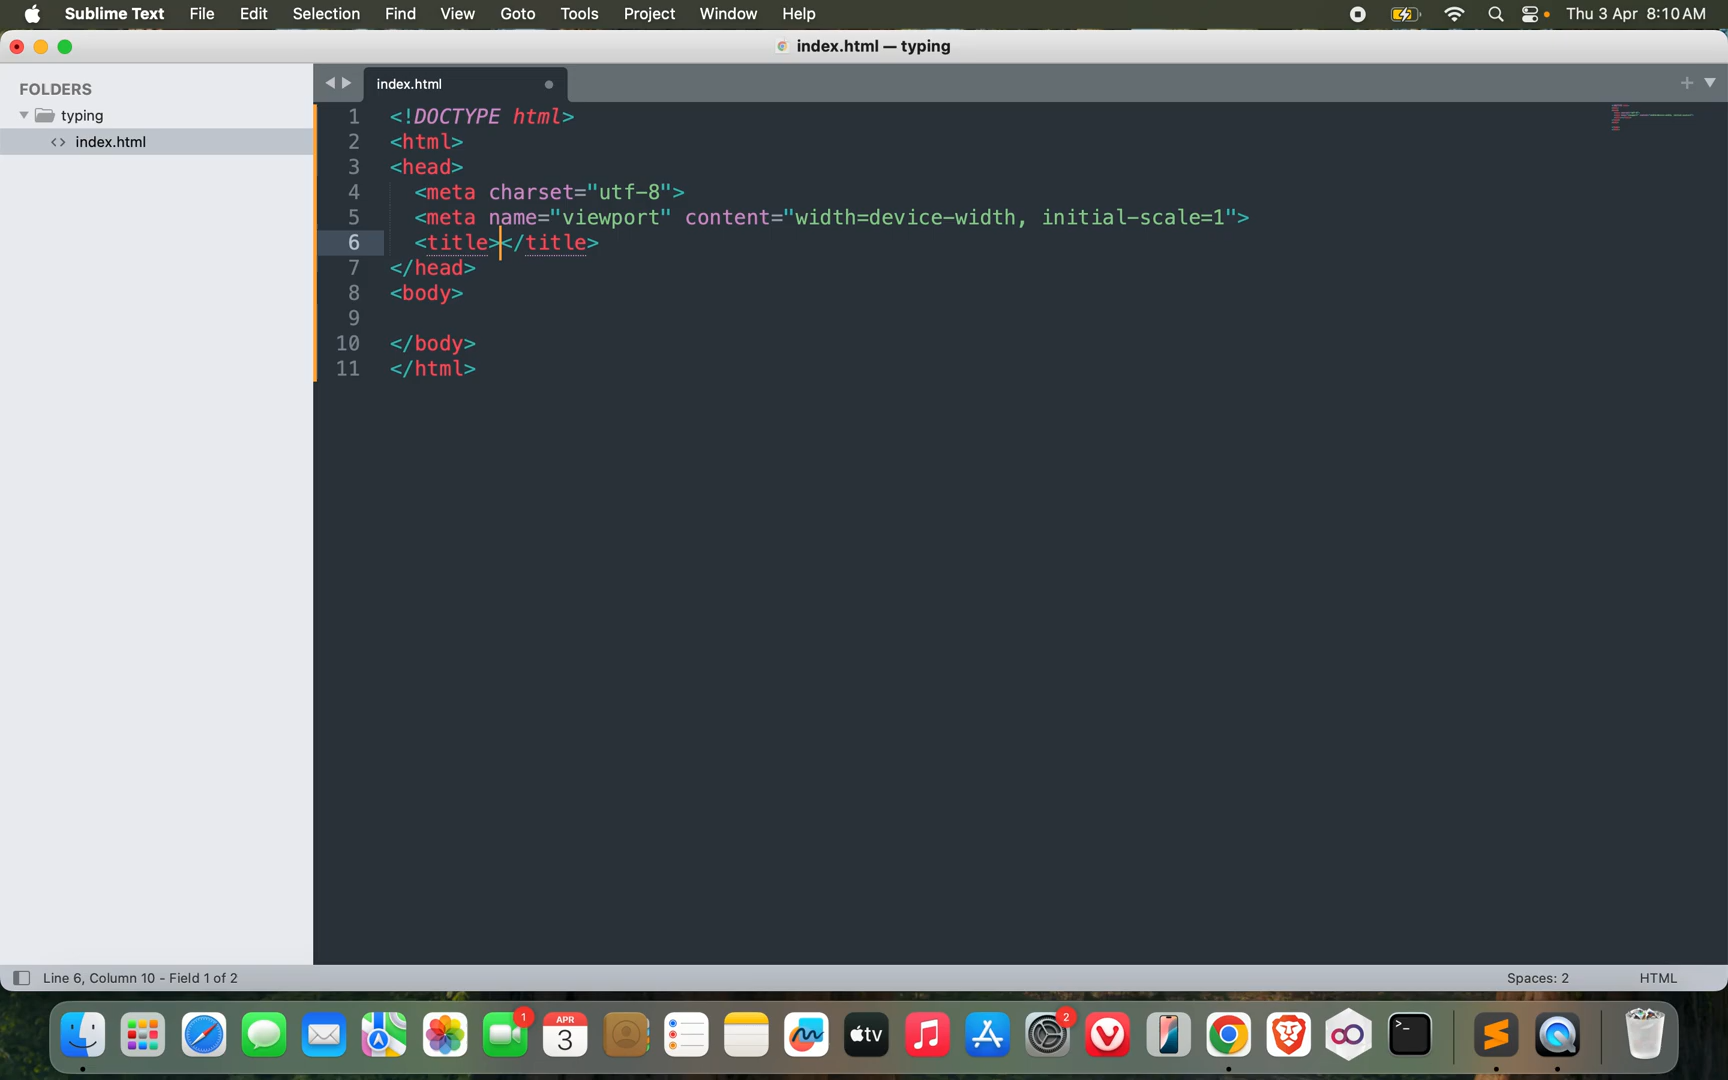 Sublime Text File Edit Selection Find View Goto Tools Project Window Help Thu 3 Apr 8:10 AM
index.html — typing
FOLDERS
typing
<> index.html
index.html
1 <!DOCTYPE html>
2 <html>
3 <head>
4 <meta charset="utf-8">
5 <meta name="viewport" content="width=device-width, initial-scale=1">
6 <title></title>
7 </head>
8 <body>
9
10 </body>
11 </html>
Line 6, Column 10 - Field 1 of 2 Spaces: 2 HTML
1 APR 3 tv 2